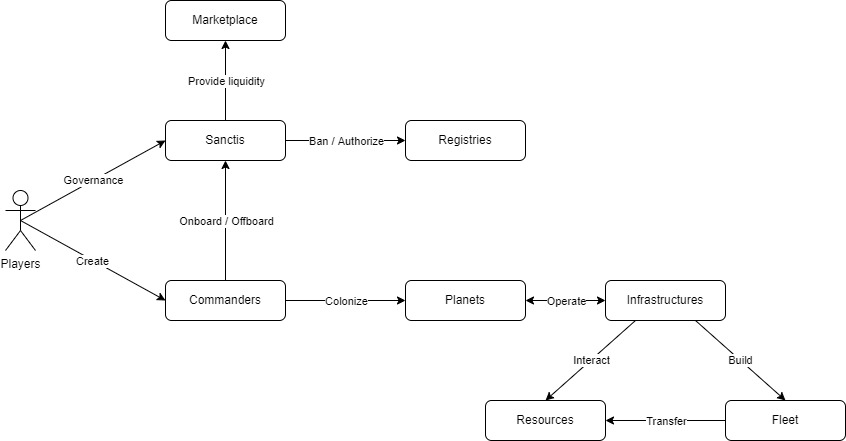 Marketplace
Provide liquidity
Sanctis
Ban / Authorize
Registries
Governance
Onboard / Offboard
Players
Create
Commanders
Colonize
Planets
Operate
Infrastructures
Interact
Build
Resources
Transfer
Fleet